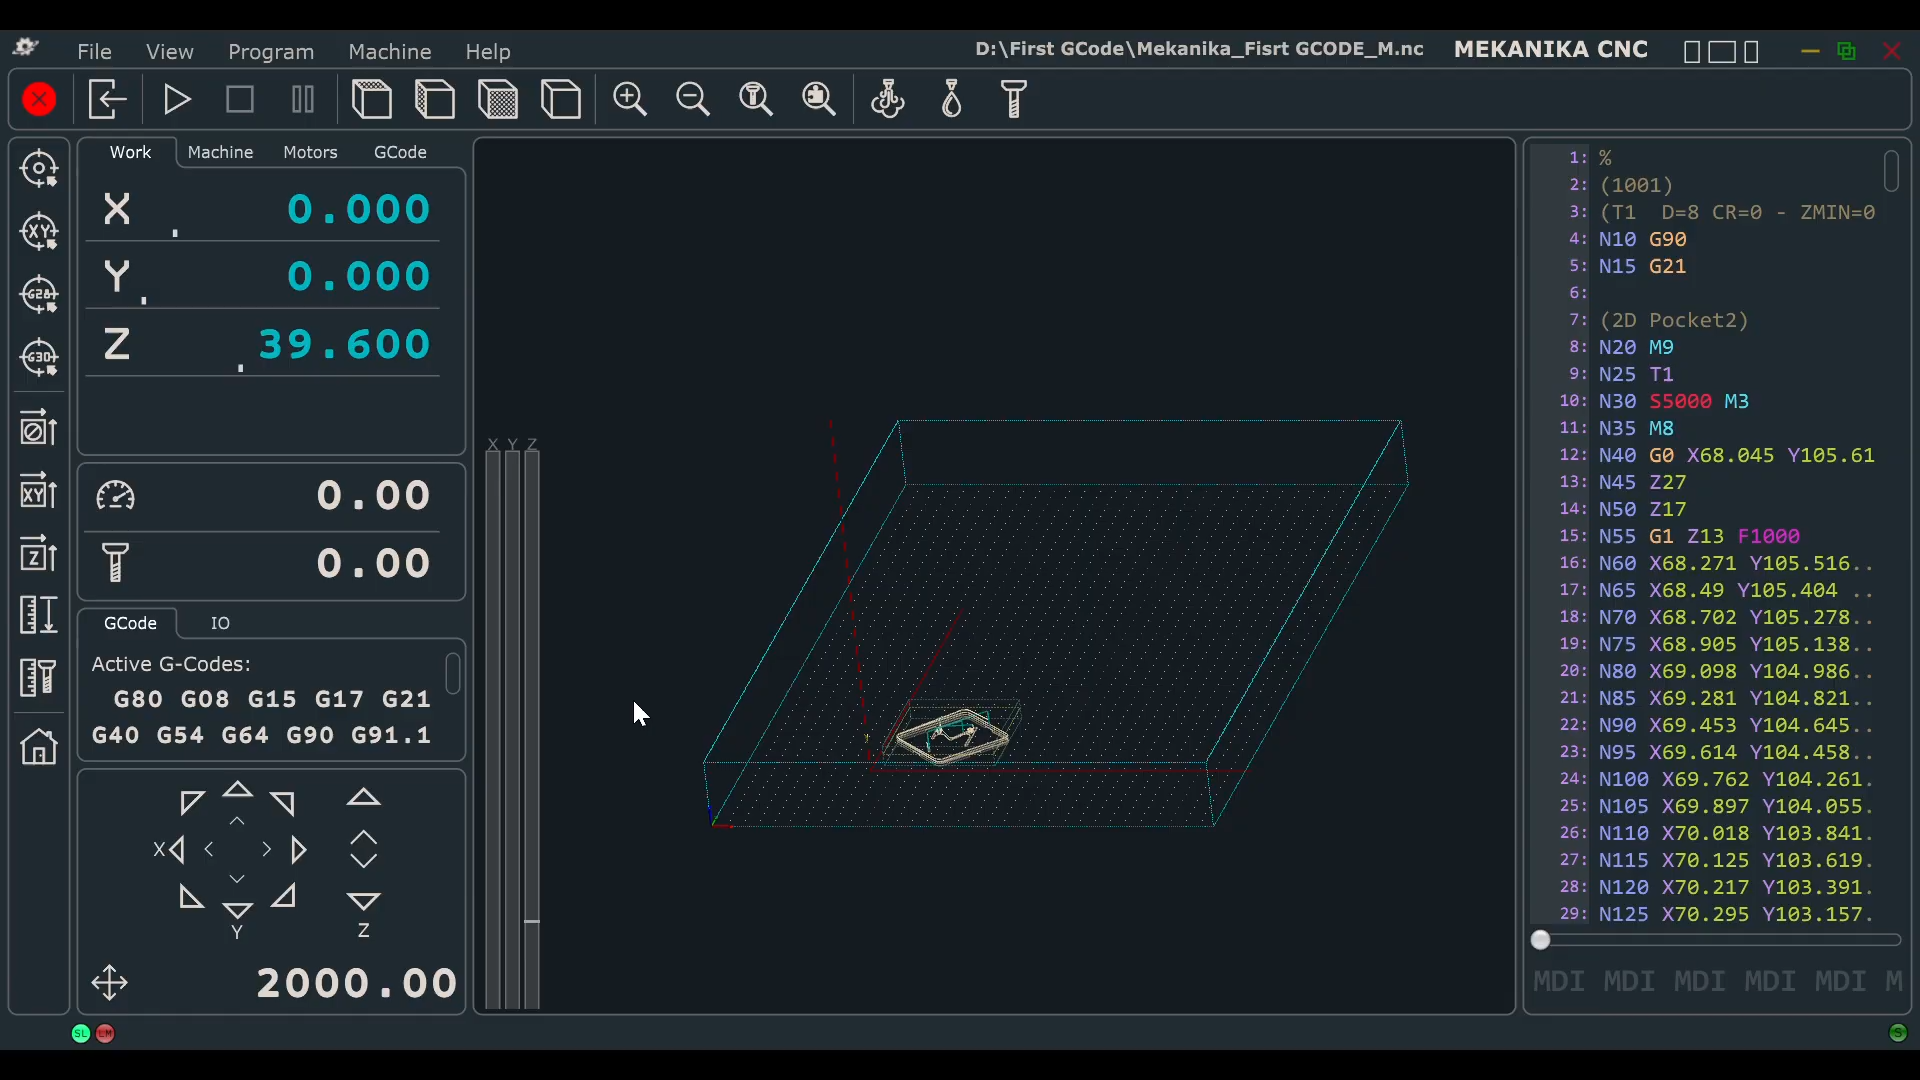 File View Program Machine Help
D:\First GCode\Mekanika_Fisrt GCODE_M.nc MEKANIKA CNC
Work Machine Motors GCode
X 0.000
Y 0.000
Z 39.600
XY
G28
G30
XY
Z
0.00
0.00
GCode IO
Active G-Codes:
G80 G08 G15 G17 G21
G40 G54 G64 G90 G91.1
X
Y
Z
2000.00
SL LM
X Y Z
1: %
2: (1001)
3: (T1 D=8 CR=0 - ZMIN=0
4: N10 G90
5: N15 G21
6:
7: (2D Pocket2)
8: N20 M9
9: N25 T1
10: N30 S5000 M3
11: N35 M8
12: N40 G0 X68.045 Y105.61
13: N45 Z27
14: N50 Z17
15: N55 G1 Z13 F1000
16: N60 X68.271 Y105.516..
17: N65 X68.49 Y105.404 ..
18: N70 X68.702 Y105.278..
19: N75 X68.905 Y105.138..
20: N80 X69.098 Y104.986..
21: N85 X69.281 Y104.821..
22: N90 X69.453 Y104.645..
23: N95 X69.614 Y104.458..
24: N100 X69.762 Y104.261.
25: N105 X69.897 Y104.055.
26: N110 X70.018 Y103.841.
27: N115 X70.125 Y103.619.
28: N120 X70.217 Y103.391.
29: N125 X70.295 Y103.157.
MDI MDI MDI MDI MDI M
S